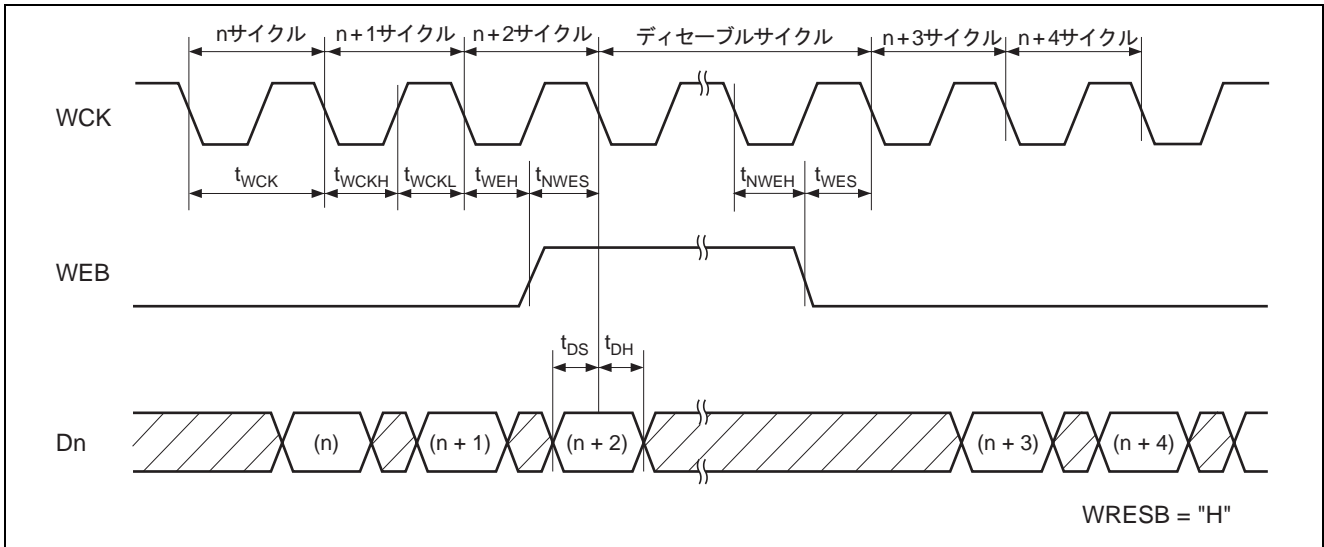 nサイクル n+1サイクル n+2サイクル ディセーブルサイクル n+3サイクル n+4サイクル
WCK
tWCK tWCKH tWCKL tWEH tNWES tNWEH tWES
WEB
tDS tDH
Dn (n) (n + 1) (n + 2) (n + 3) (n + 4)
WRESB = "H"